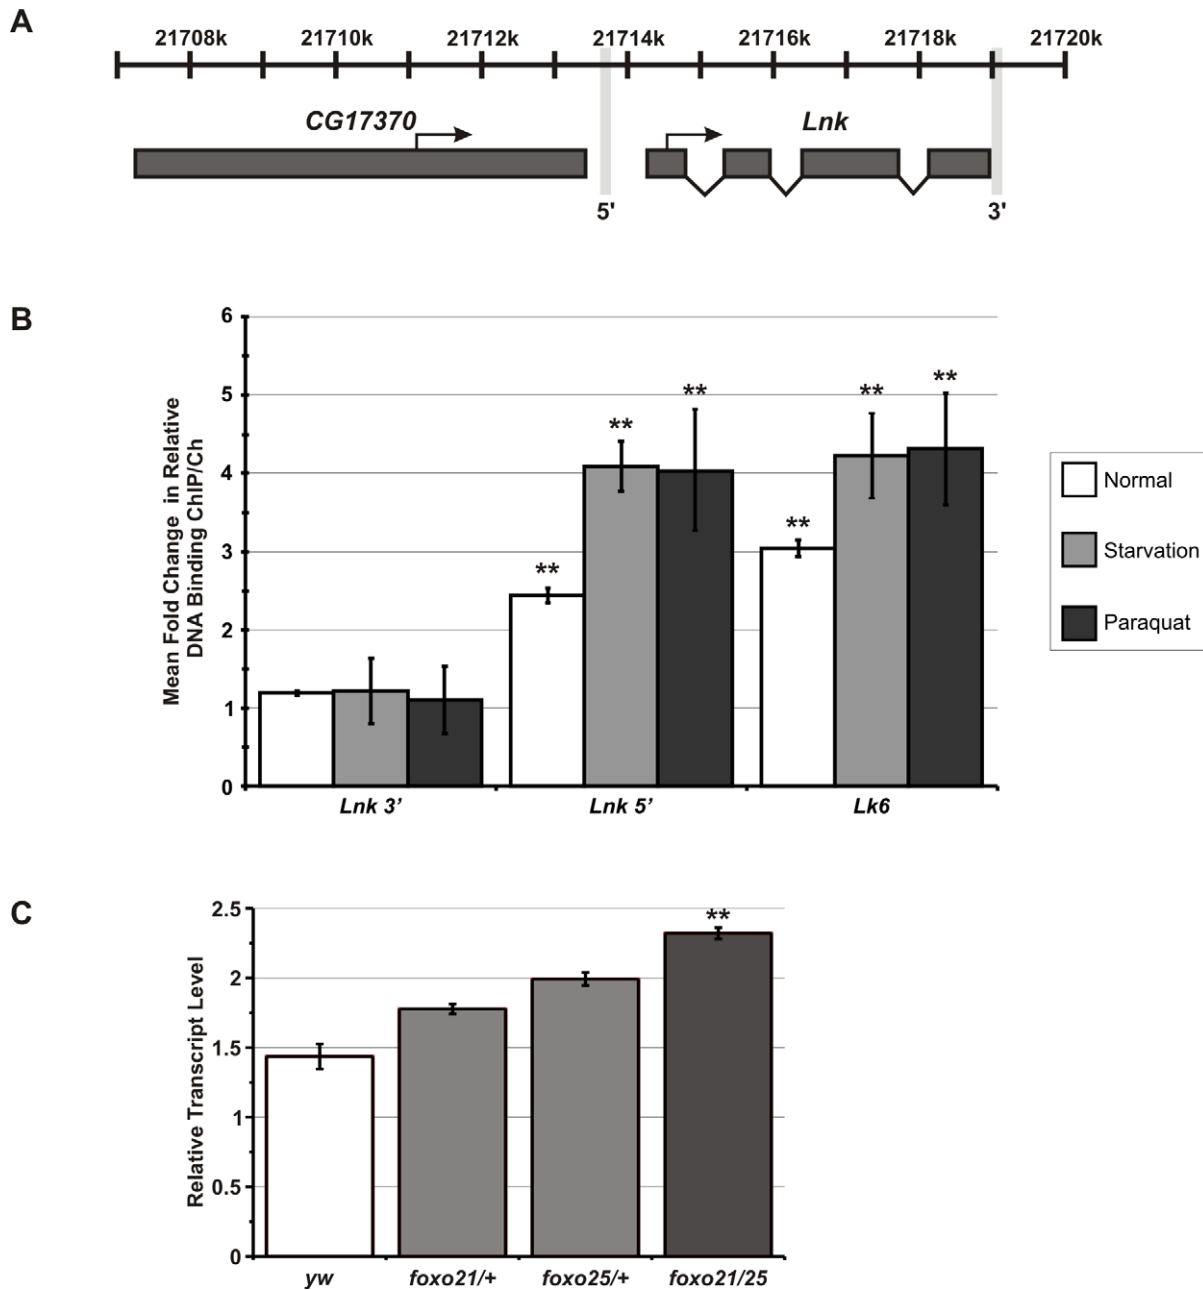 A
21708k 21710k 21712k 21714k 21716k 21718k 21720k
CG17370 Lnk
5' 3'
B
Mean Fold Change in Relative
DNA Binding ChIP/Ch
6
5
4
3
2
1
0
** ** ** ** ** **
Lnk 3’ Lnk 5’ Lk6
Normal
Starvation
Paraquat
C
Relative Transcript Level
2.5
2
1.5
1
0.5
0
**
yw foxo21/+ foxo25/+ foxo21/25